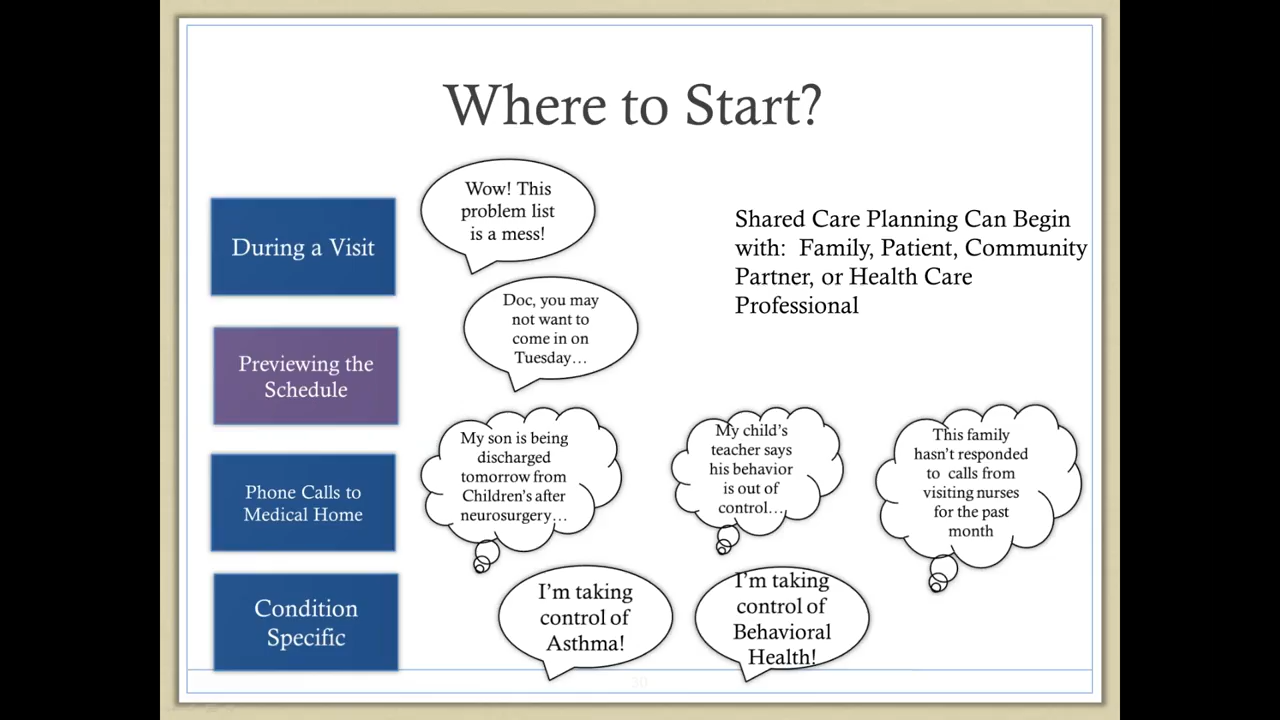 Where to Start?
During a Visit
Wow! This
problem list
is a mess!
Shared Care Planning Can Begin
with: Family, Patient, Community
Partner, or Health Care
Professional
Previewing the
Schedule
Doc, you may
not want to
come in on
Tuesday…
Phone Calls to
Medical Home
My son is being
discharged
tomorrow from
Children's after
neurosurgery…
My child's
teacher says
his behavior
is out of
control…
This family
hasn't responded
to calls from
visiting nurses
for the past
month
Condition
Specific
I'm taking
control of
Asthma!
I'm taking
control of
Behavioral
Health!
30